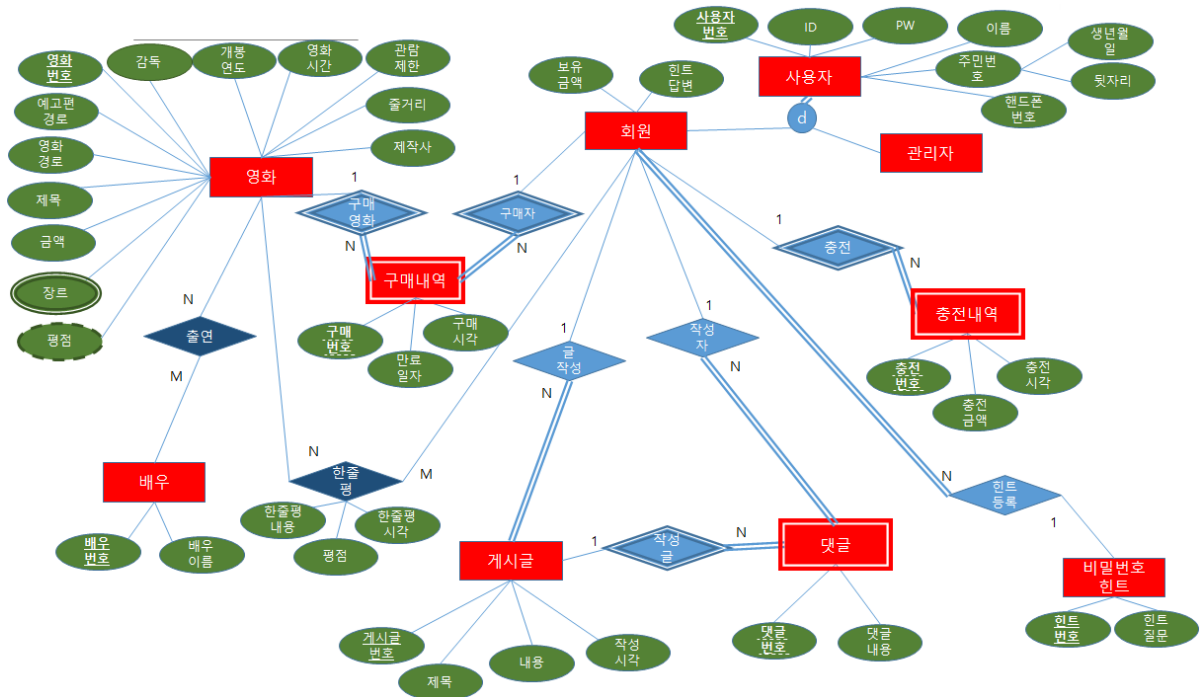 사용자
번호
ID
PW
이름
생년월
일
주민번
호
뒷자리
핸드폰
번호
사용자
d
관리자
영화
번호
감독
개봉
연도
영화
시간
관람
제한
줄거리
제작사
예고편
경로
영화
경로
제목
금액
장르
평점
영화
보유
금액
힌트
답변
회원
1
구매
영화
N
1
구매자
N
구매내역
구매
번호
만료
일자
구매
시각
1
충전
N
충전내역
충전
번호
충전
금액
충전
시각
N
출연
M
배우
배우
번호
배우
이름
N
한줄
평
M
한줄평
내용
평점
한줄평
시각
1
글
작성
N
1
작성
자
N
게시글
1
작성
글
N
댓글
게시글
번호
제목
내용
작성
시각
댓글
번호
댓글
내용
N
힌트
등록
1
비밀번호
힌트
힌트
번호
힌트
질문